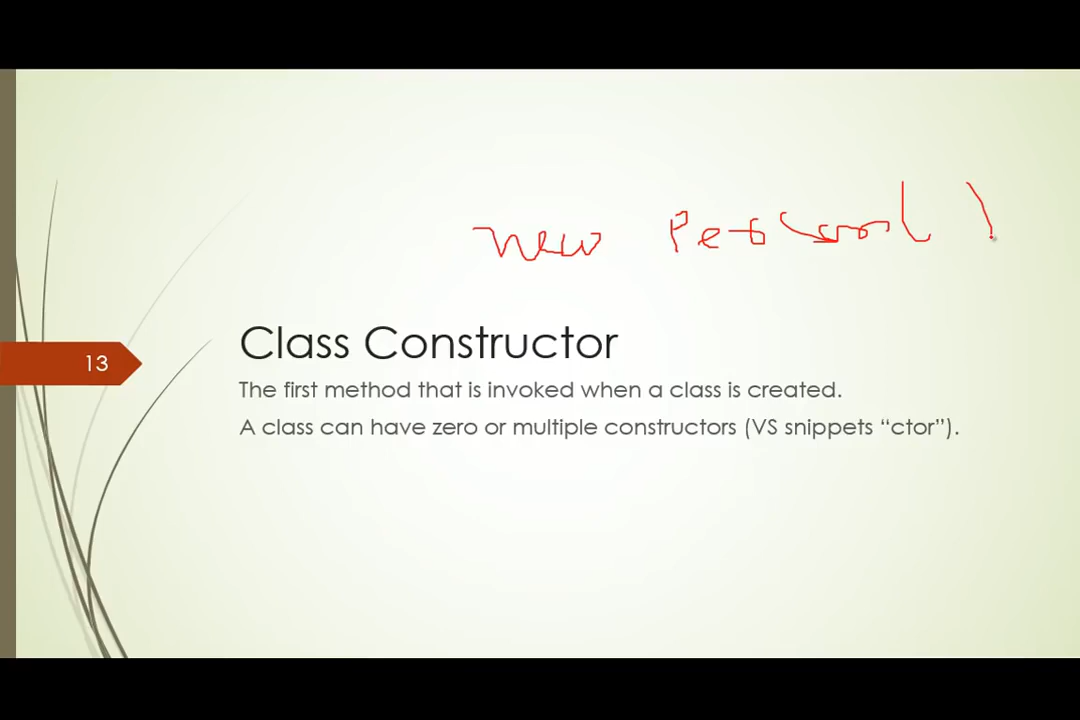 new
Class Constructor
13
The first method that is invoked when a class is created.
A class can have zero or multiple constructors (VS snippets “ctor”).